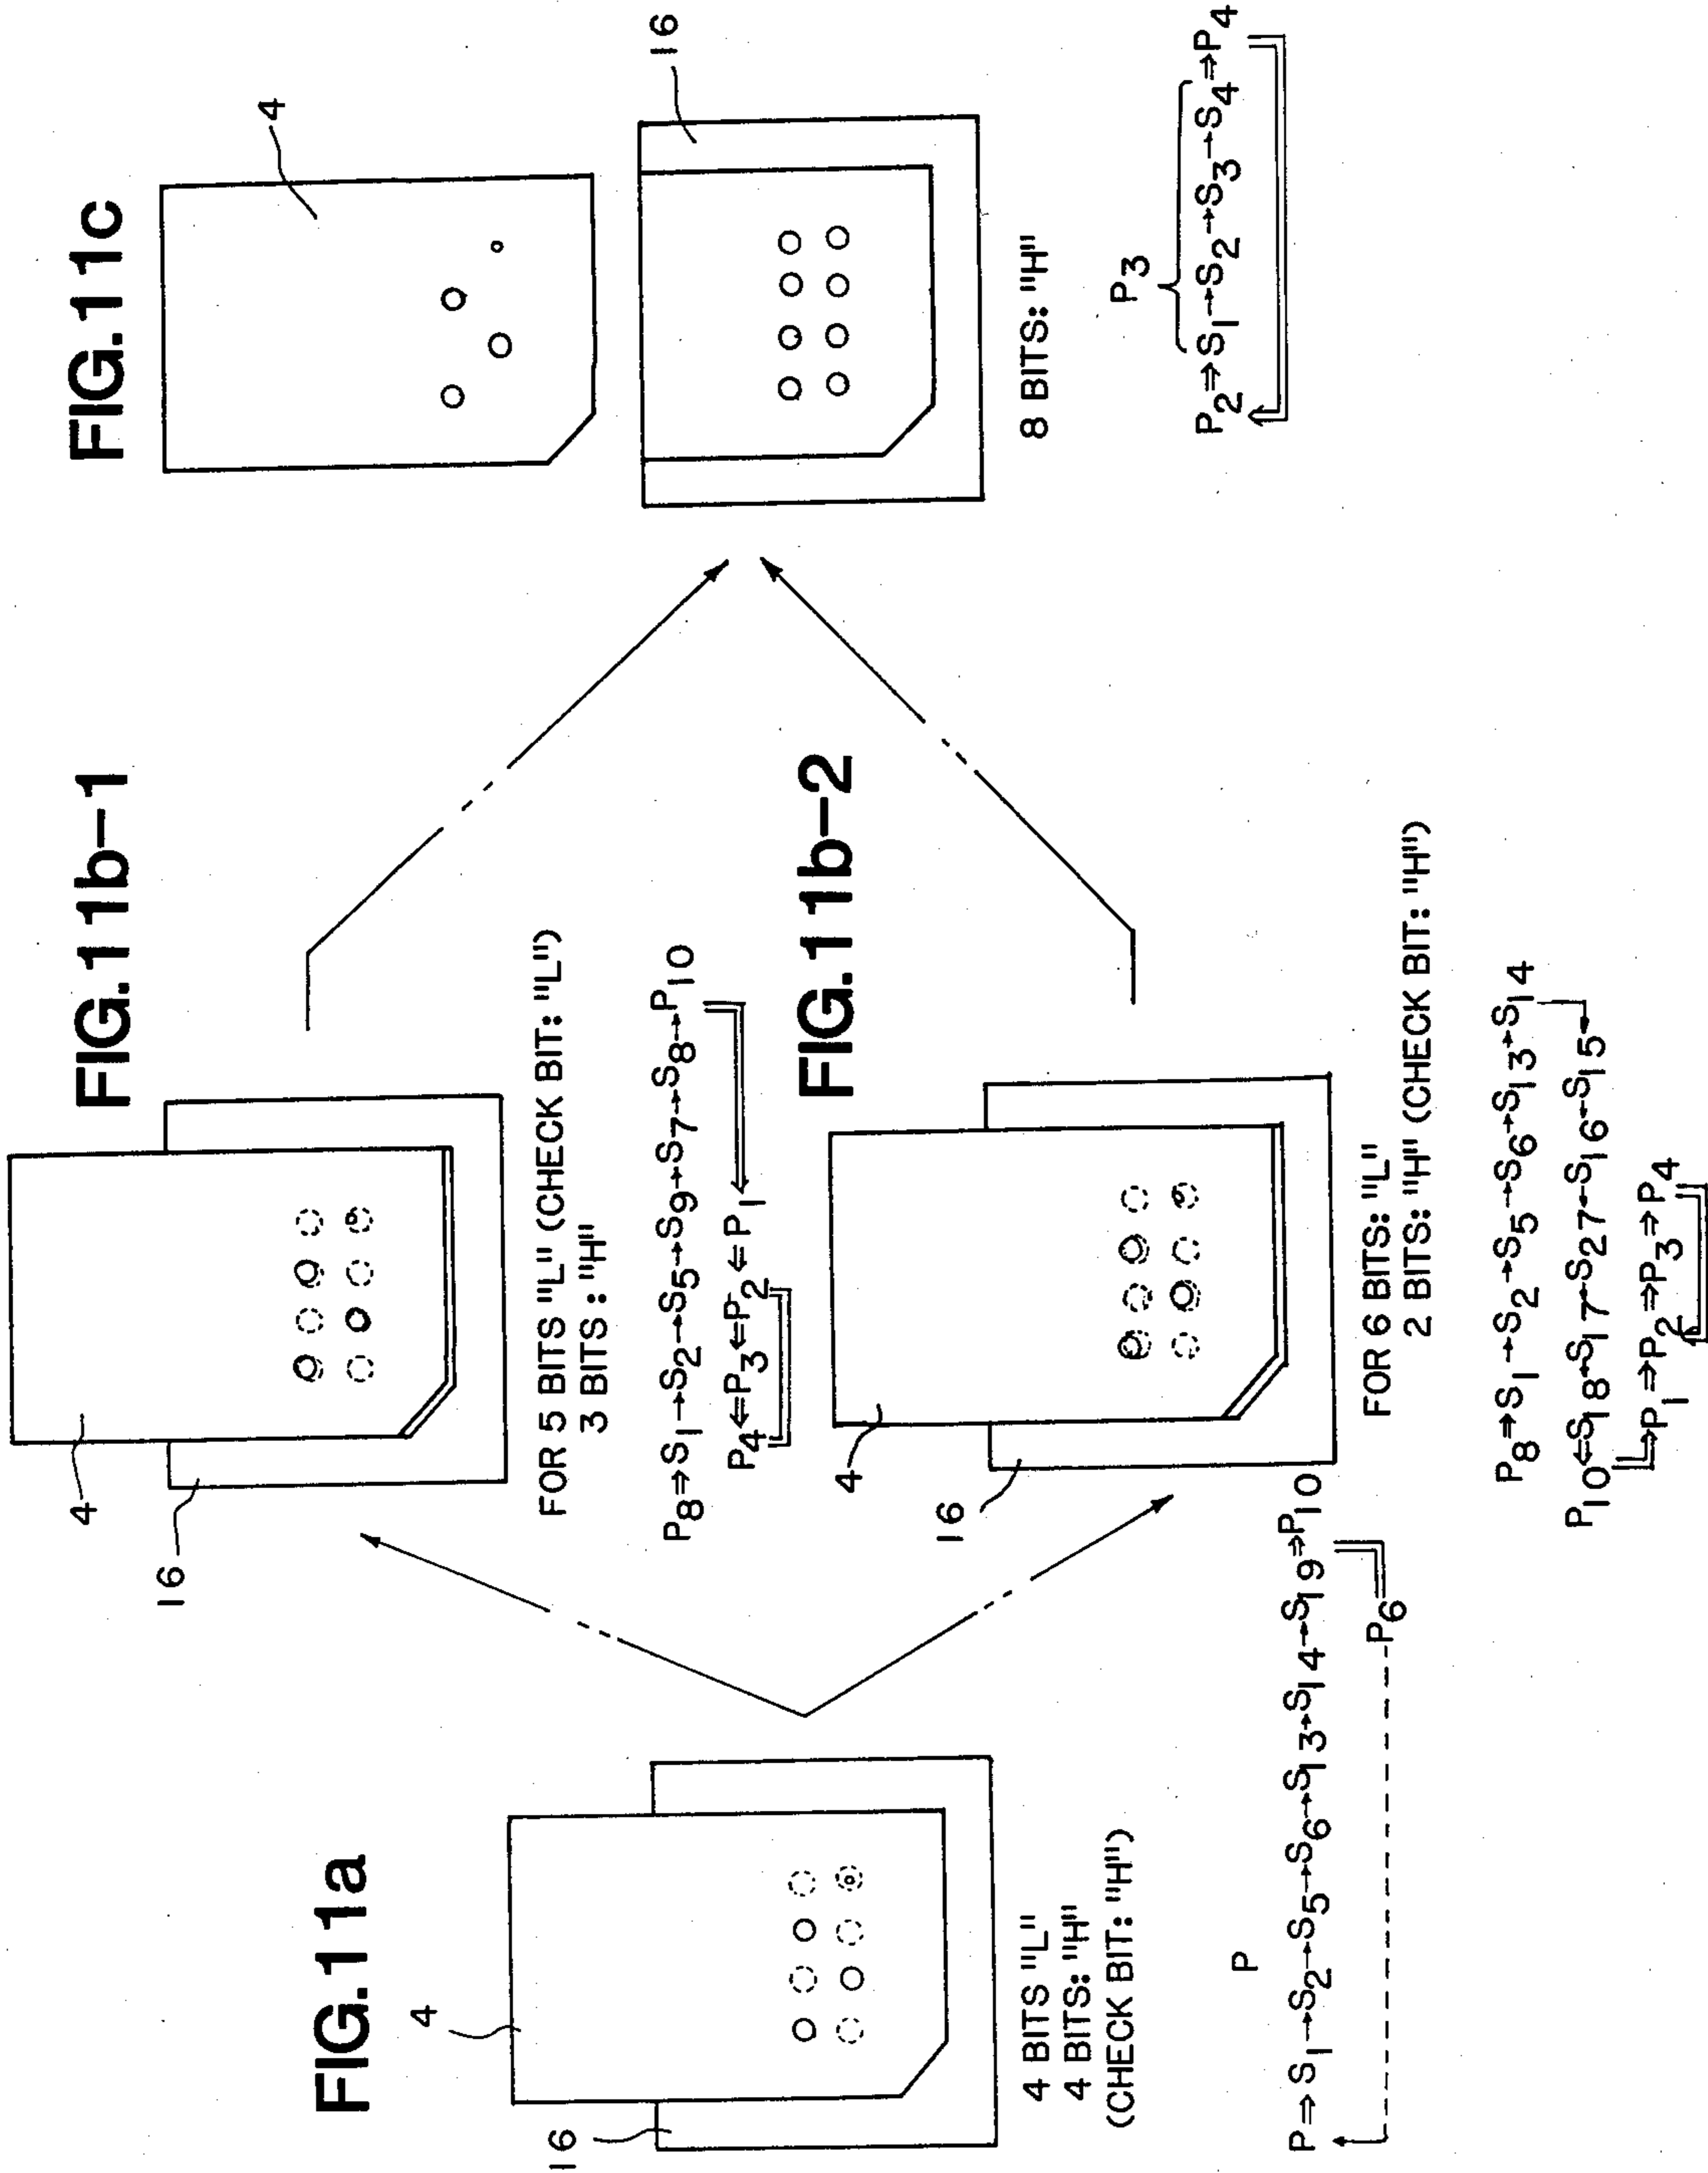 FIG.11a
4
16
4 BITS "L"
4 BITS: "H"
(CHECK BIT: "H")
P
P⇒S1→S2→S5→S6→S13→S14→S19⇒P10
P6
FIG.11b-1
4
16
FOR 5 BITS "L" (CHECK BIT: "L")
3 BITS : "H"
P8⇒S1→S2→S5→S9→S7→S8→P10
P4⇐P3⇐P2⇐P1
FIG.11b-2
4
16
FOR 6 BITS: "L"
2 BITS: "H" (CHECK BIT: "H")
P8⇒S1→S2→S5→S6→S13→S14
P10⇐S18←S17←S27←S16←S15
P1⇒P2⇒P3⇒P4
FIG.11c
4
16
8 BITS: "H"
P3
P2⇒S1→S2→S3→S4⇒P4